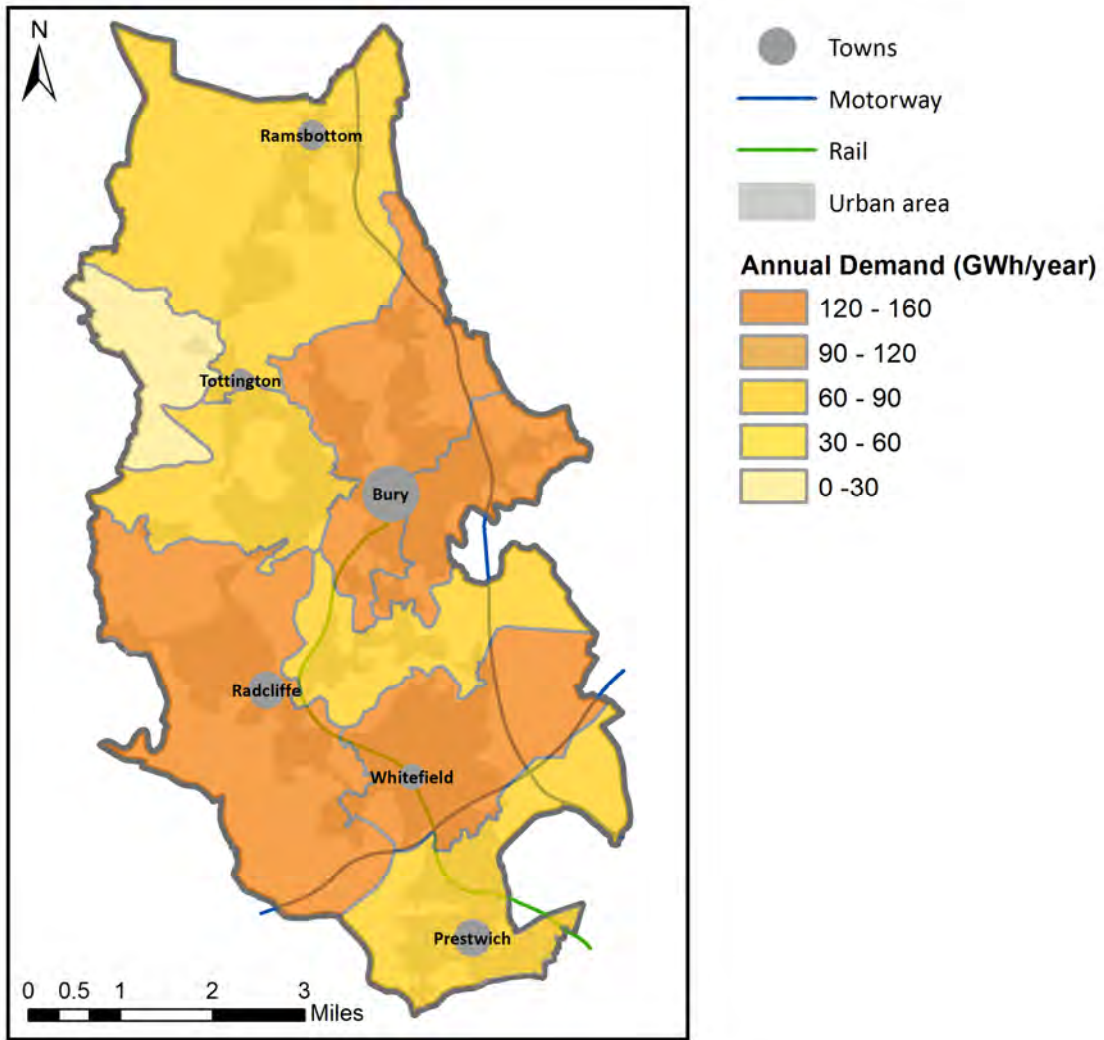 N
Ramsbottom
Tottington
Bury
Radcliffe
Whitefield
Prestwich
0 0.5 1 2 3
Miles
Towns
Motorway
Rail
Urban area
Annual Demand (GWh/year)
120 - 160
90 - 120
60 - 90
30 - 60
0 -30